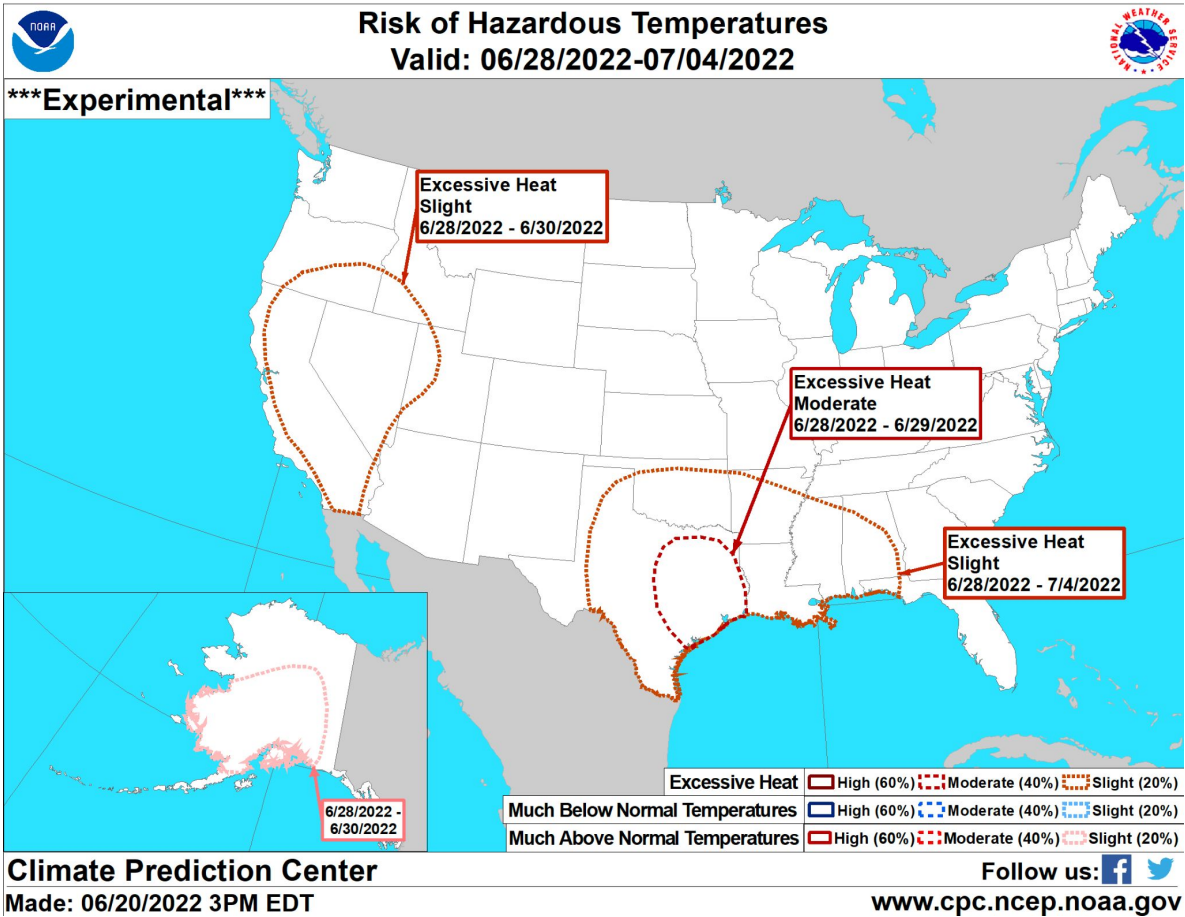 NOAA
Risk of Hazardous Temperatures
Valid: 06/28/2022-07/04/2022
NATIONAL WEATHER SERVICE
***Experimental***
Excessive Heat
Slight
6/28/2022 - 6/30/2022
Excessive Heat
Moderate
6/28/2022 - 6/29/2022
Excessive Heat
Slight
6/28/2022 - 7/4/2022
6/28/2022 -
6/30/2022
Excessive Heat High (60%) Moderate (40%) Slight (20%)
Much Below Normal Temperatures High (60%) Moderate (40%) Slight (20%)
Much Above Normal Temperatures High (60%) Moderate (40%) Slight (20%)
Climate Prediction Center
Follow us:
Made: 06/20/2022 3PM EDT
www.cpc.ncep.noaa.gov